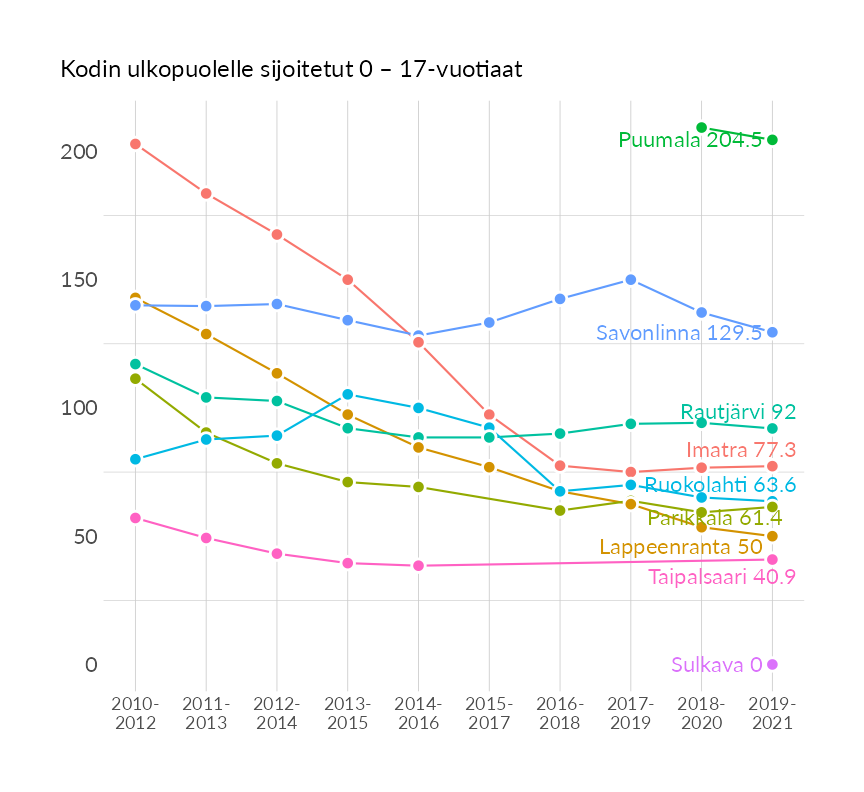 Kodin ulkopuolelle sijoitetut 0 – 17-vuotiaat
200
150
100
50
0
Puumala 204.5
Savonlinna 129.5
Rautjärvi 92
Imatra 77.3
Ruokolahti 63.6
Parikkala 61.4
Lappeenranta 50
Taipalsaari 40.9
Sulkava 0
2010-
2012
2011-
2013
2012-
2014
2013-
2015
2014-
2016
2015-
2017
2016-
2018
2017-
2019
2018-
2020
2019-
2021